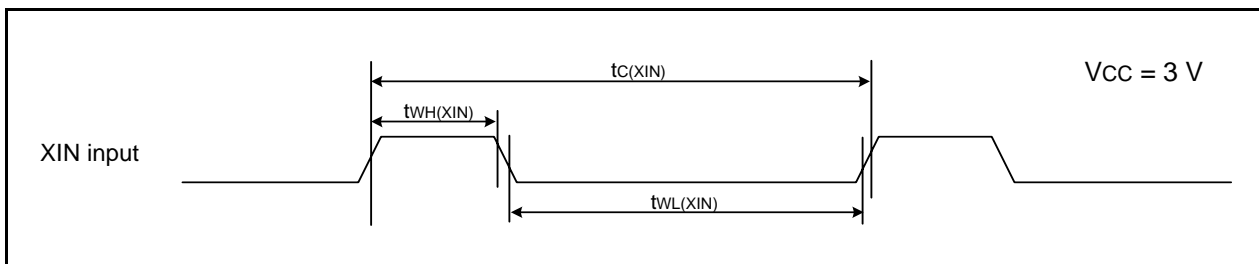 tC(XIN)
VCC = 3 V
tWH(XIN)
XIN input
tWL(XIN)